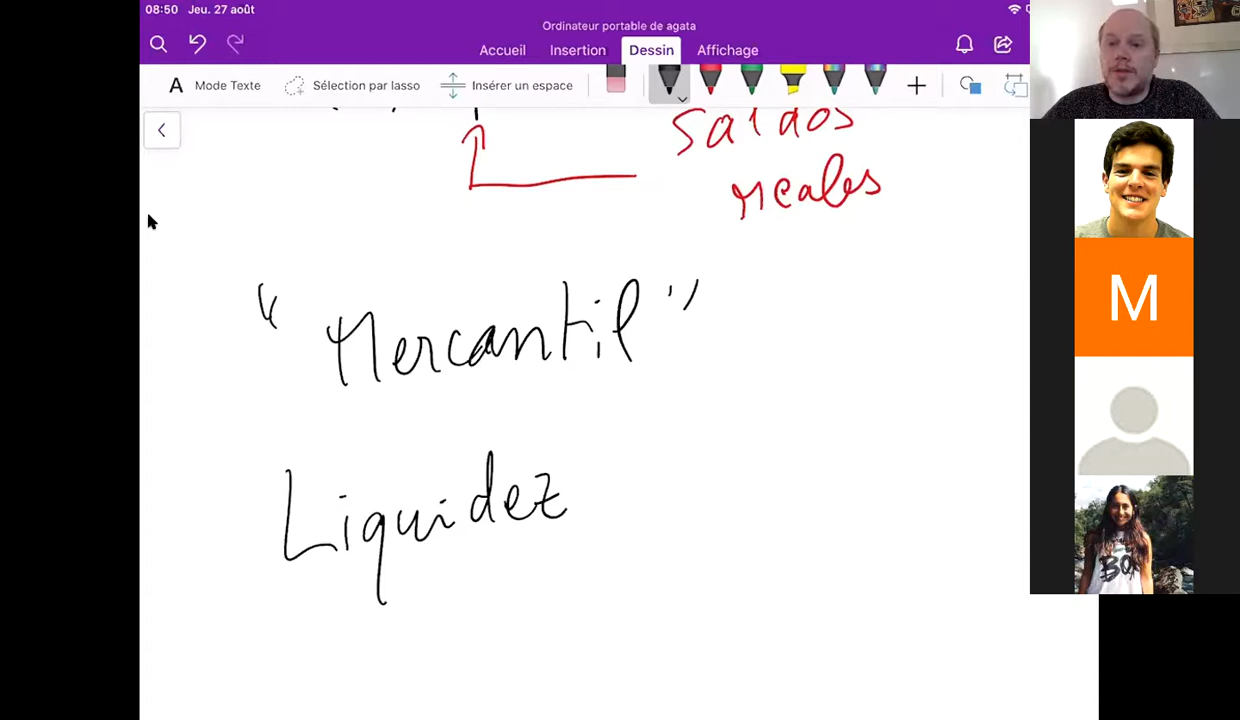 08:50 Jeu. 27 août
Ordinateur portable de agata
Accueil Insertion Dessin Affichage
A Mode Texte Sélection par lasso Insérer un espace
Saldos
reales
"Mercantil"
Liquidez
M
BO